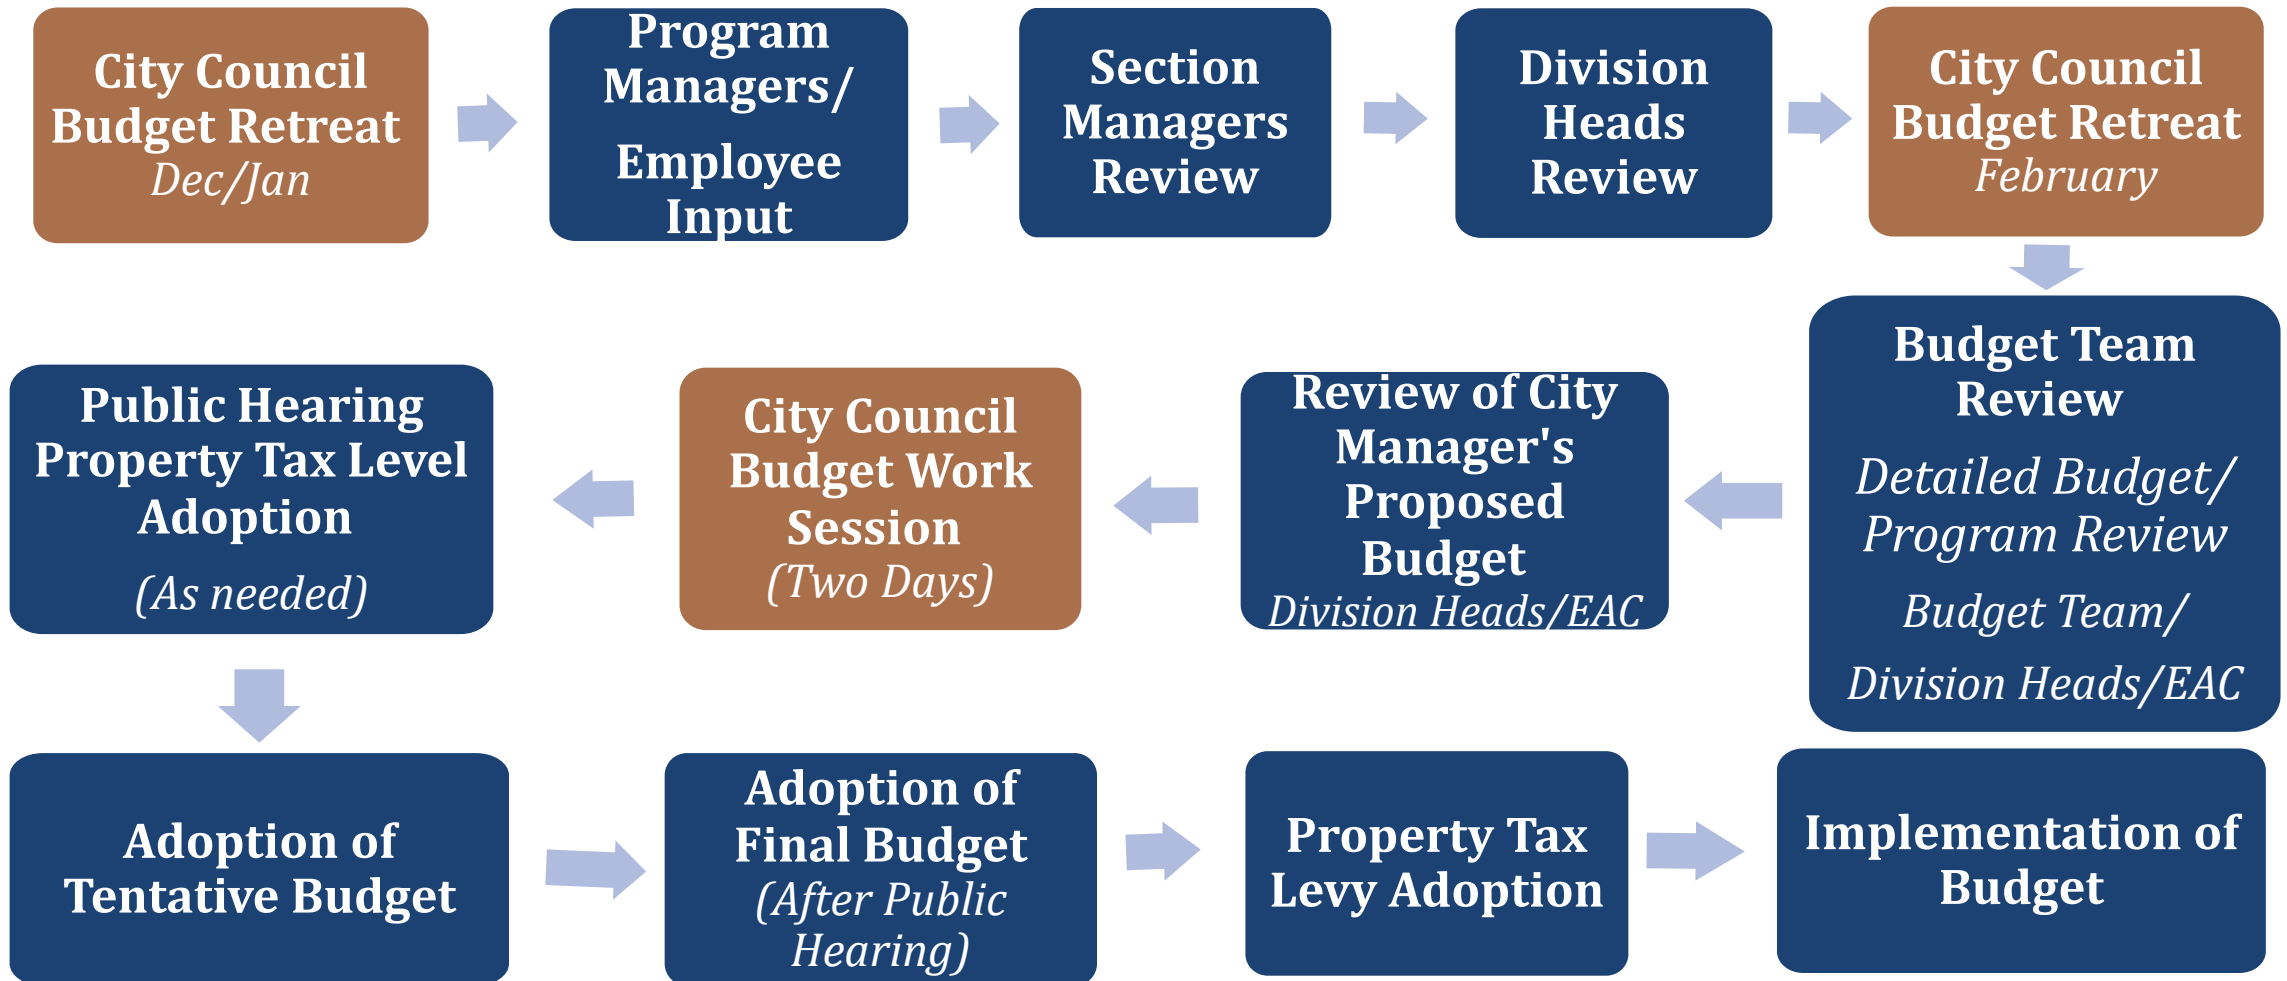 City Council
Budget Retreat
Dec/Jan
Program
Managers/
Employee
Input
Section
Managers
Review
Division
Heads
Review
City Council
Budget Retreat
February
Budget Team
Review
Detailed Budget/
Program Review
Budget Team/
Division Heads/EAC
Review of City
Manager's
Proposed
Budget
Division Heads/EAC
City Council
Budget Work
Session
(Two Days)
Public Hearing
Property Tax Level
Adoption
(As needed)
Adoption of
Tentative Budget
Adoption of
Final Budget
(After Public
Hearing)
Property Tax
Levy Adoption
Implementation of
Budget